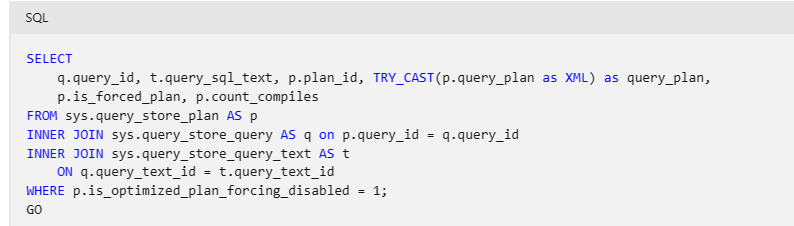 SQL
SELECT
q.query_id, t.query_sql_text, p.plan_id, TRY_CAST(p.query_plan as XML) as query_plan,
p.is_forced_plan, p.count_compiles
FROM sys.query_store_plan AS p
INNER JOIN sys.query_store_query AS q on p.query_id = q.query_id
INNER JOIN sys.query_store_query_text AS t
ON q.query_text_id = t.query_text_id
WHERE p.is_optimized_plan_forcing_disabled = 1;
GO